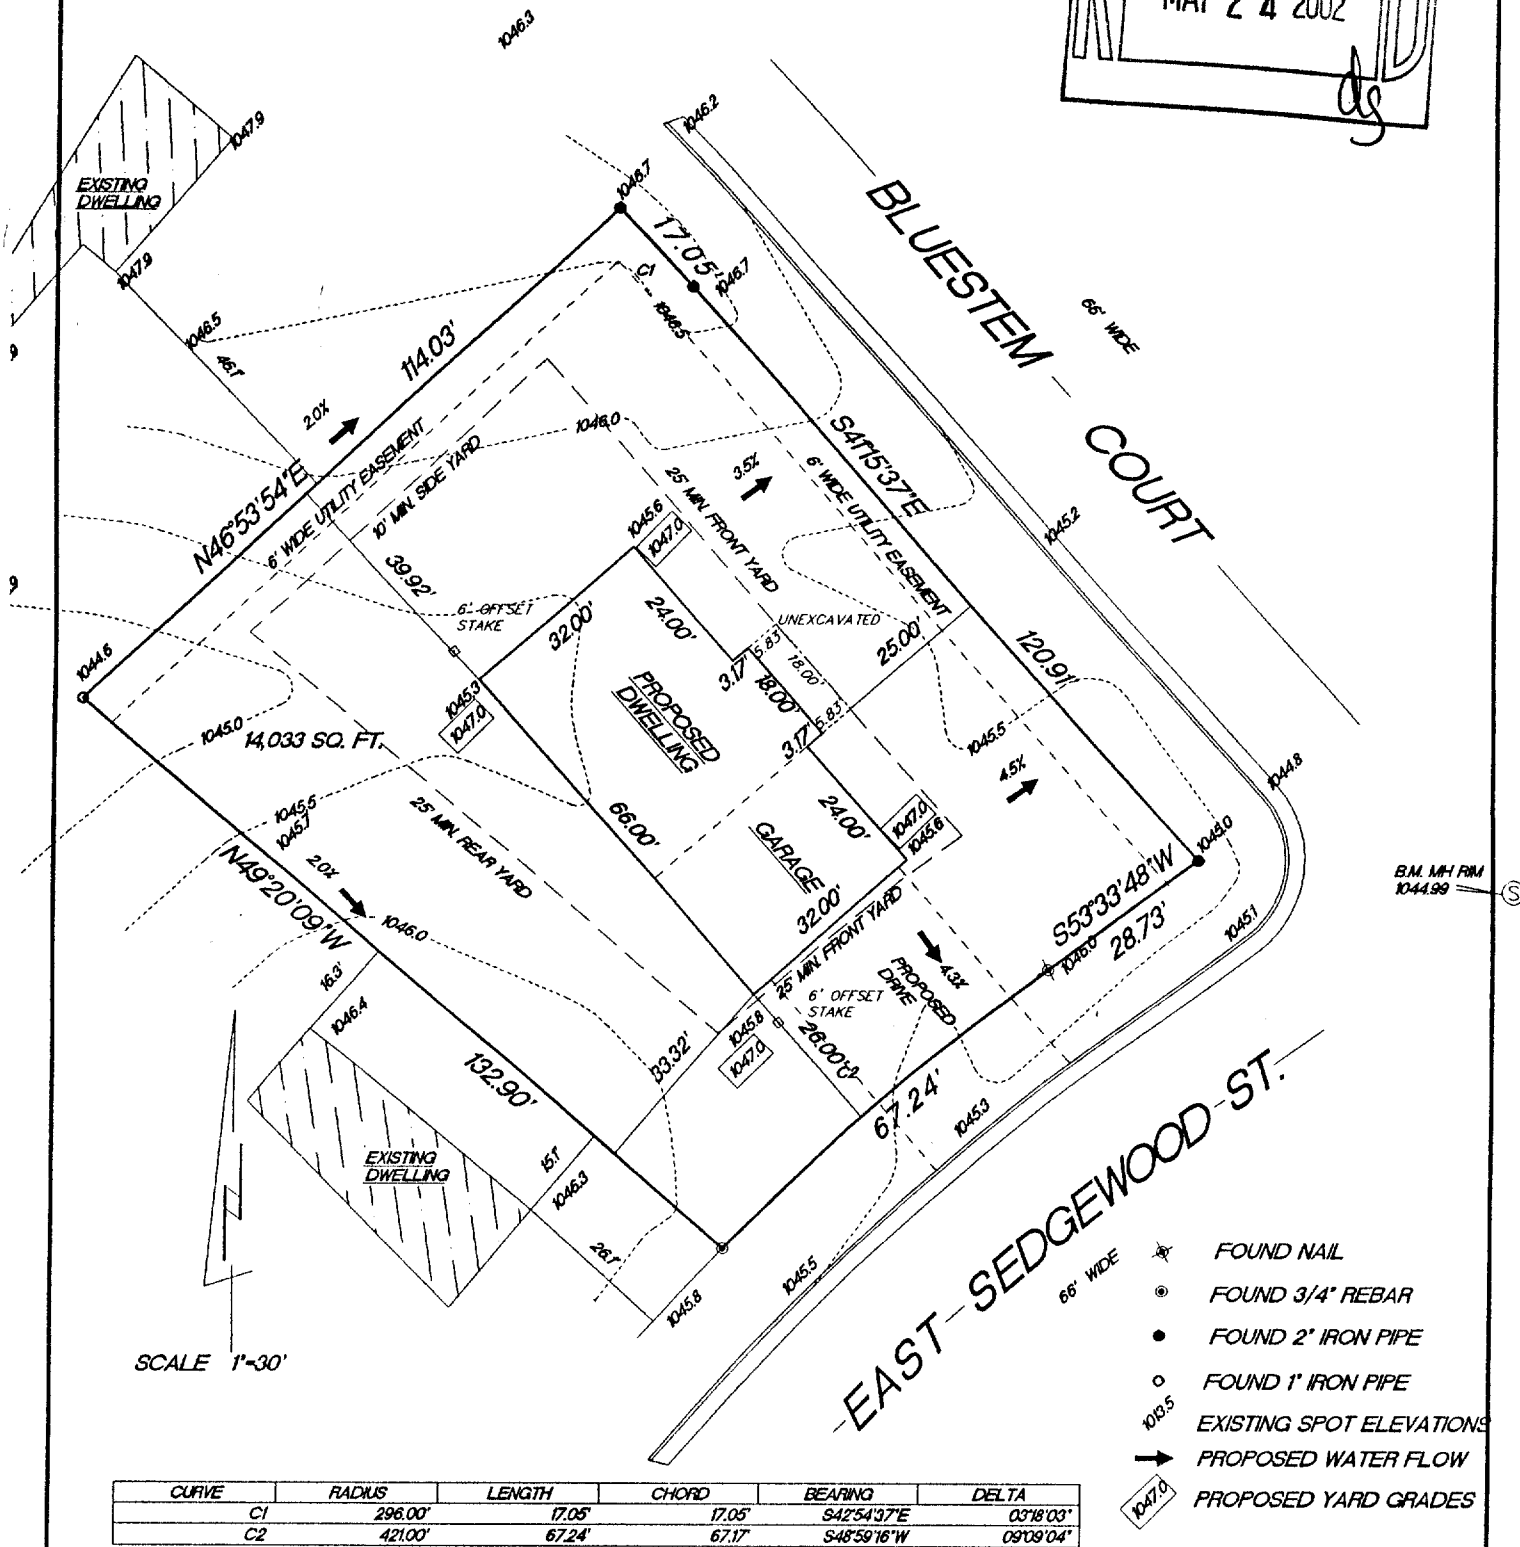 MAY 2 4 2002
ds
1046.3
1046.2
1047.9
EXISTING
DWELLING
1047.9
1046.7
17.05'
1046.7
C1
1046.5
BLUESTEM COURT
66' WIDE
1046.5
46.1'
114.03'
2.0%
N46°53'54"E
6' WIDE UTILITY EASEMENT
10' MIN. SIDE YARD
1046.0
3.5%
25' MIN. FRONT YARD
6' WIDE UTILITY EASEMENT
S41°15'37"E
120.91'
1045.2
1045.6
1047.0
39.92'
6' OFFSET
STAKE
32.00'
24.00'
UNEXCAVATED
5.83'
3.17'
18.00'
18.00'
25.00'
3.17'
5.83'
1044.6
1045.3
1047.0
PROPOSED
DWELLING
1045.0
14,033 SQ. FT.
1045.5
4.5%
1044.8
1045.5
1045.7
25' MIN. REAR YARD
66.00'
24.00'
GARAGE
1047.0
1045.6
1045.0
2.0%
N49°20'09"W
32.00'
S53°33'48"W
28.73'
B.M. MH RIM
1044.99
S
1046.0
25' MIN. FRONT YARD
PROPOSED
DRIVE
4.3%
1045.0
1045.1
16.3'
1046.4
6' OFFSET
STAKE
1045.8
1047.0
26.00'
C2
33.32'
132.90'
67.24'
1045.3
EXISTING
DWELLING
15.1'
1046.3
26.1'
1045.5
1045.8
EAST SEDGEWOOD ST.
66' WIDE
SCALE 1"=30'
FOUND NAIL
FOUND 3/4" REBAR
FOUND 2" IRON PIPE
FOUND 1" IRON PIPE
1013.5 EXISTING SPOT ELEVATIONS
PROPOSED WATER FLOW
1047.0 PROPOSED YARD GRADES
CURVE RADIUS LENGTH CHORD BEARING DELTA
C1 296.00' 17.05' 17.05' S42°54'37"E 03°18'03"
C2 421.00' 67.24' 67.17' S48°59'16"W 09°09'04"